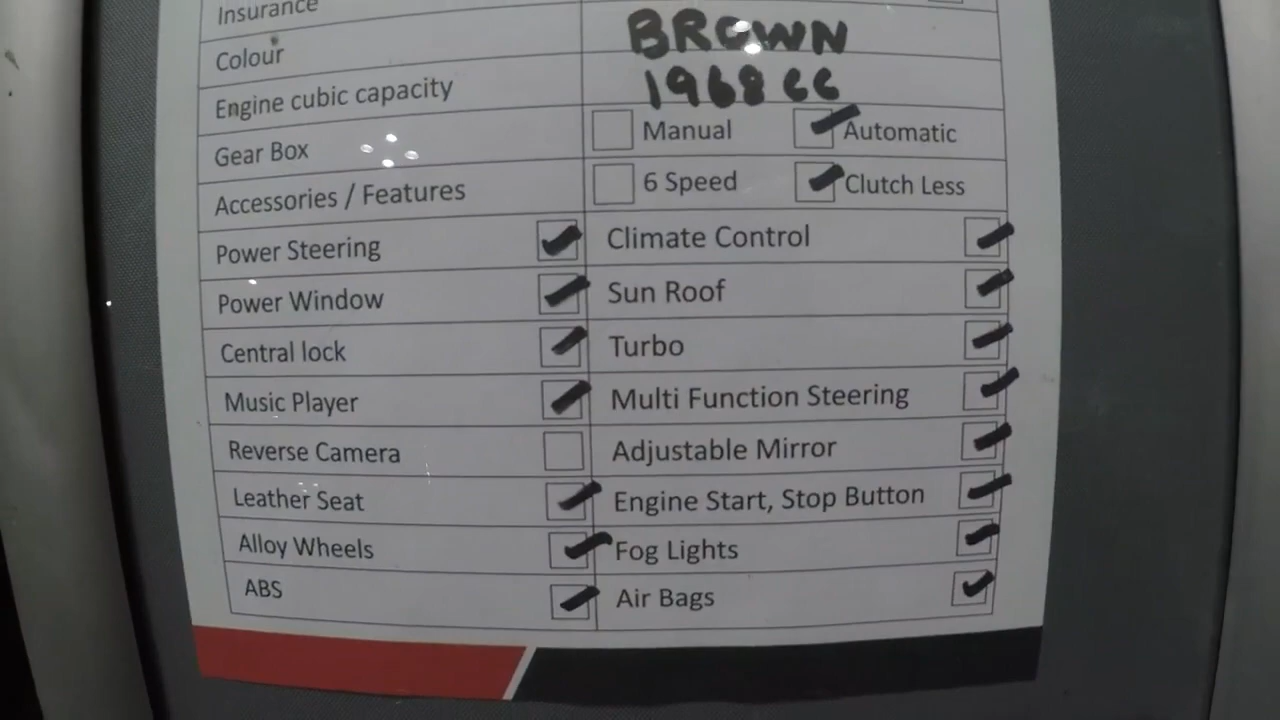 Insurance
Colour BROWN
Engine cubic capacity 1968 cc
Gear Box Manual Automatic
Accessories / Features 6 Speed Clutch Less
Power Steering Climate Control
Power Window Sun Roof
Central lock Turbo
Music Player Multi Function Steering
Reverse Camera Adjustable Mirror
Leather Seat Engine Start, Stop Button
Alloy Wheels Fog Lights
ABS Air Bags